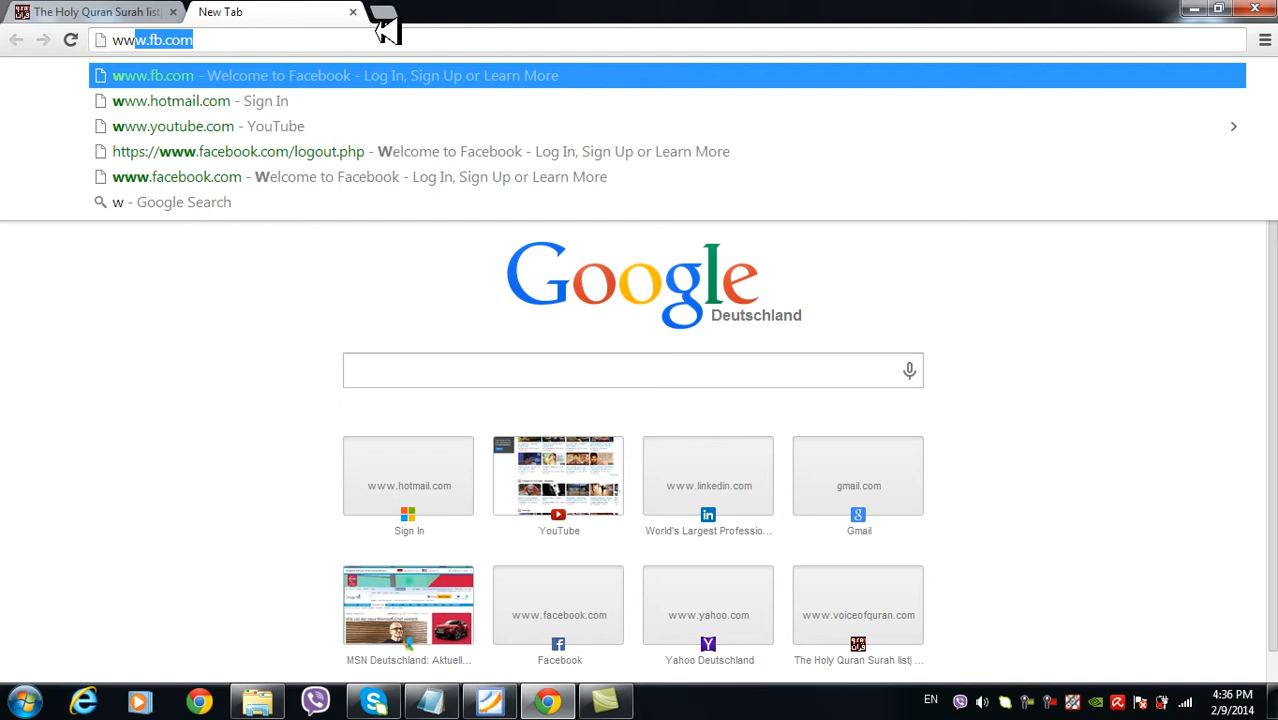 The Holy Quran Surah list|
New Tab
www.fb.com
www.fb.com - Welcome to Facebook - Log In, Sign Up or Learn More
www.hotmail.com - Sign In
www.youtube.com - YouTube
https://www.facebook.com/logout.php - Welcome to Facebook - Log In, Sign Up or Learn More
www.facebook.com - Welcome to Facebook - Log In, Sign Up or Learn More
w - Google Search
Google
Deutschland
www.hotmail.com
www.linkedin.com
gmail.com
Sign In
YouTube
World's Largest Professio...
Gmail
www.facebook.com
www.yahoo.com
www.voiceofquran.com
MSN Deutschland: Aktuell...
Facebook
Yahoo Deutschland
The Holy Quran Surah list| ...
EN
4:36 PM
2/9/2014